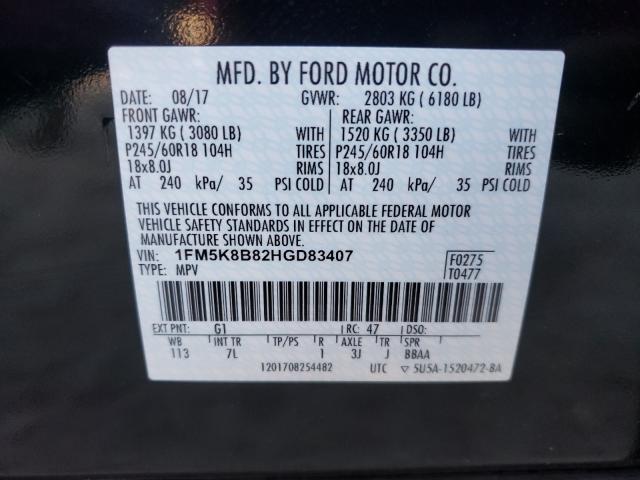 MFD. BY FORD MOTOR CO.
DATE: 08/17 GVWR: 2803 KG ( 6180 LB)
FRONT GAWR: REAR GAWR:
1397 KG ( 3080 LB) WITH 1520 KG ( 3350 LB) WITH
P245/60R18 104H TIRES P245/60R18 104H TIRES
18x8.0J RIMS 18x8.0J RIMS
AT 240 kPa/ 35 PSI COLD AT 240 kPa/ 35 PSI COLD
THIS VEHICLE CONFORMS TO ALL APPLICABLE FEDERAL MOTOR
VEHICLE SAFETY STANDARDS IN EFFECT ON THE DATE OF
MANUFACTURE SHOWN ABOVE.
VIN: 1FM5K8B82HGD83407 F0275
TYPE: MPV T0477
EXT PNT: G1 RC: 47 DSO:
WB INT TR TP/PS R AXLE TR SPR
113 7L 1 3J J BBAA
1201708254482 UTC ▽ 5U5A-1520472-BA